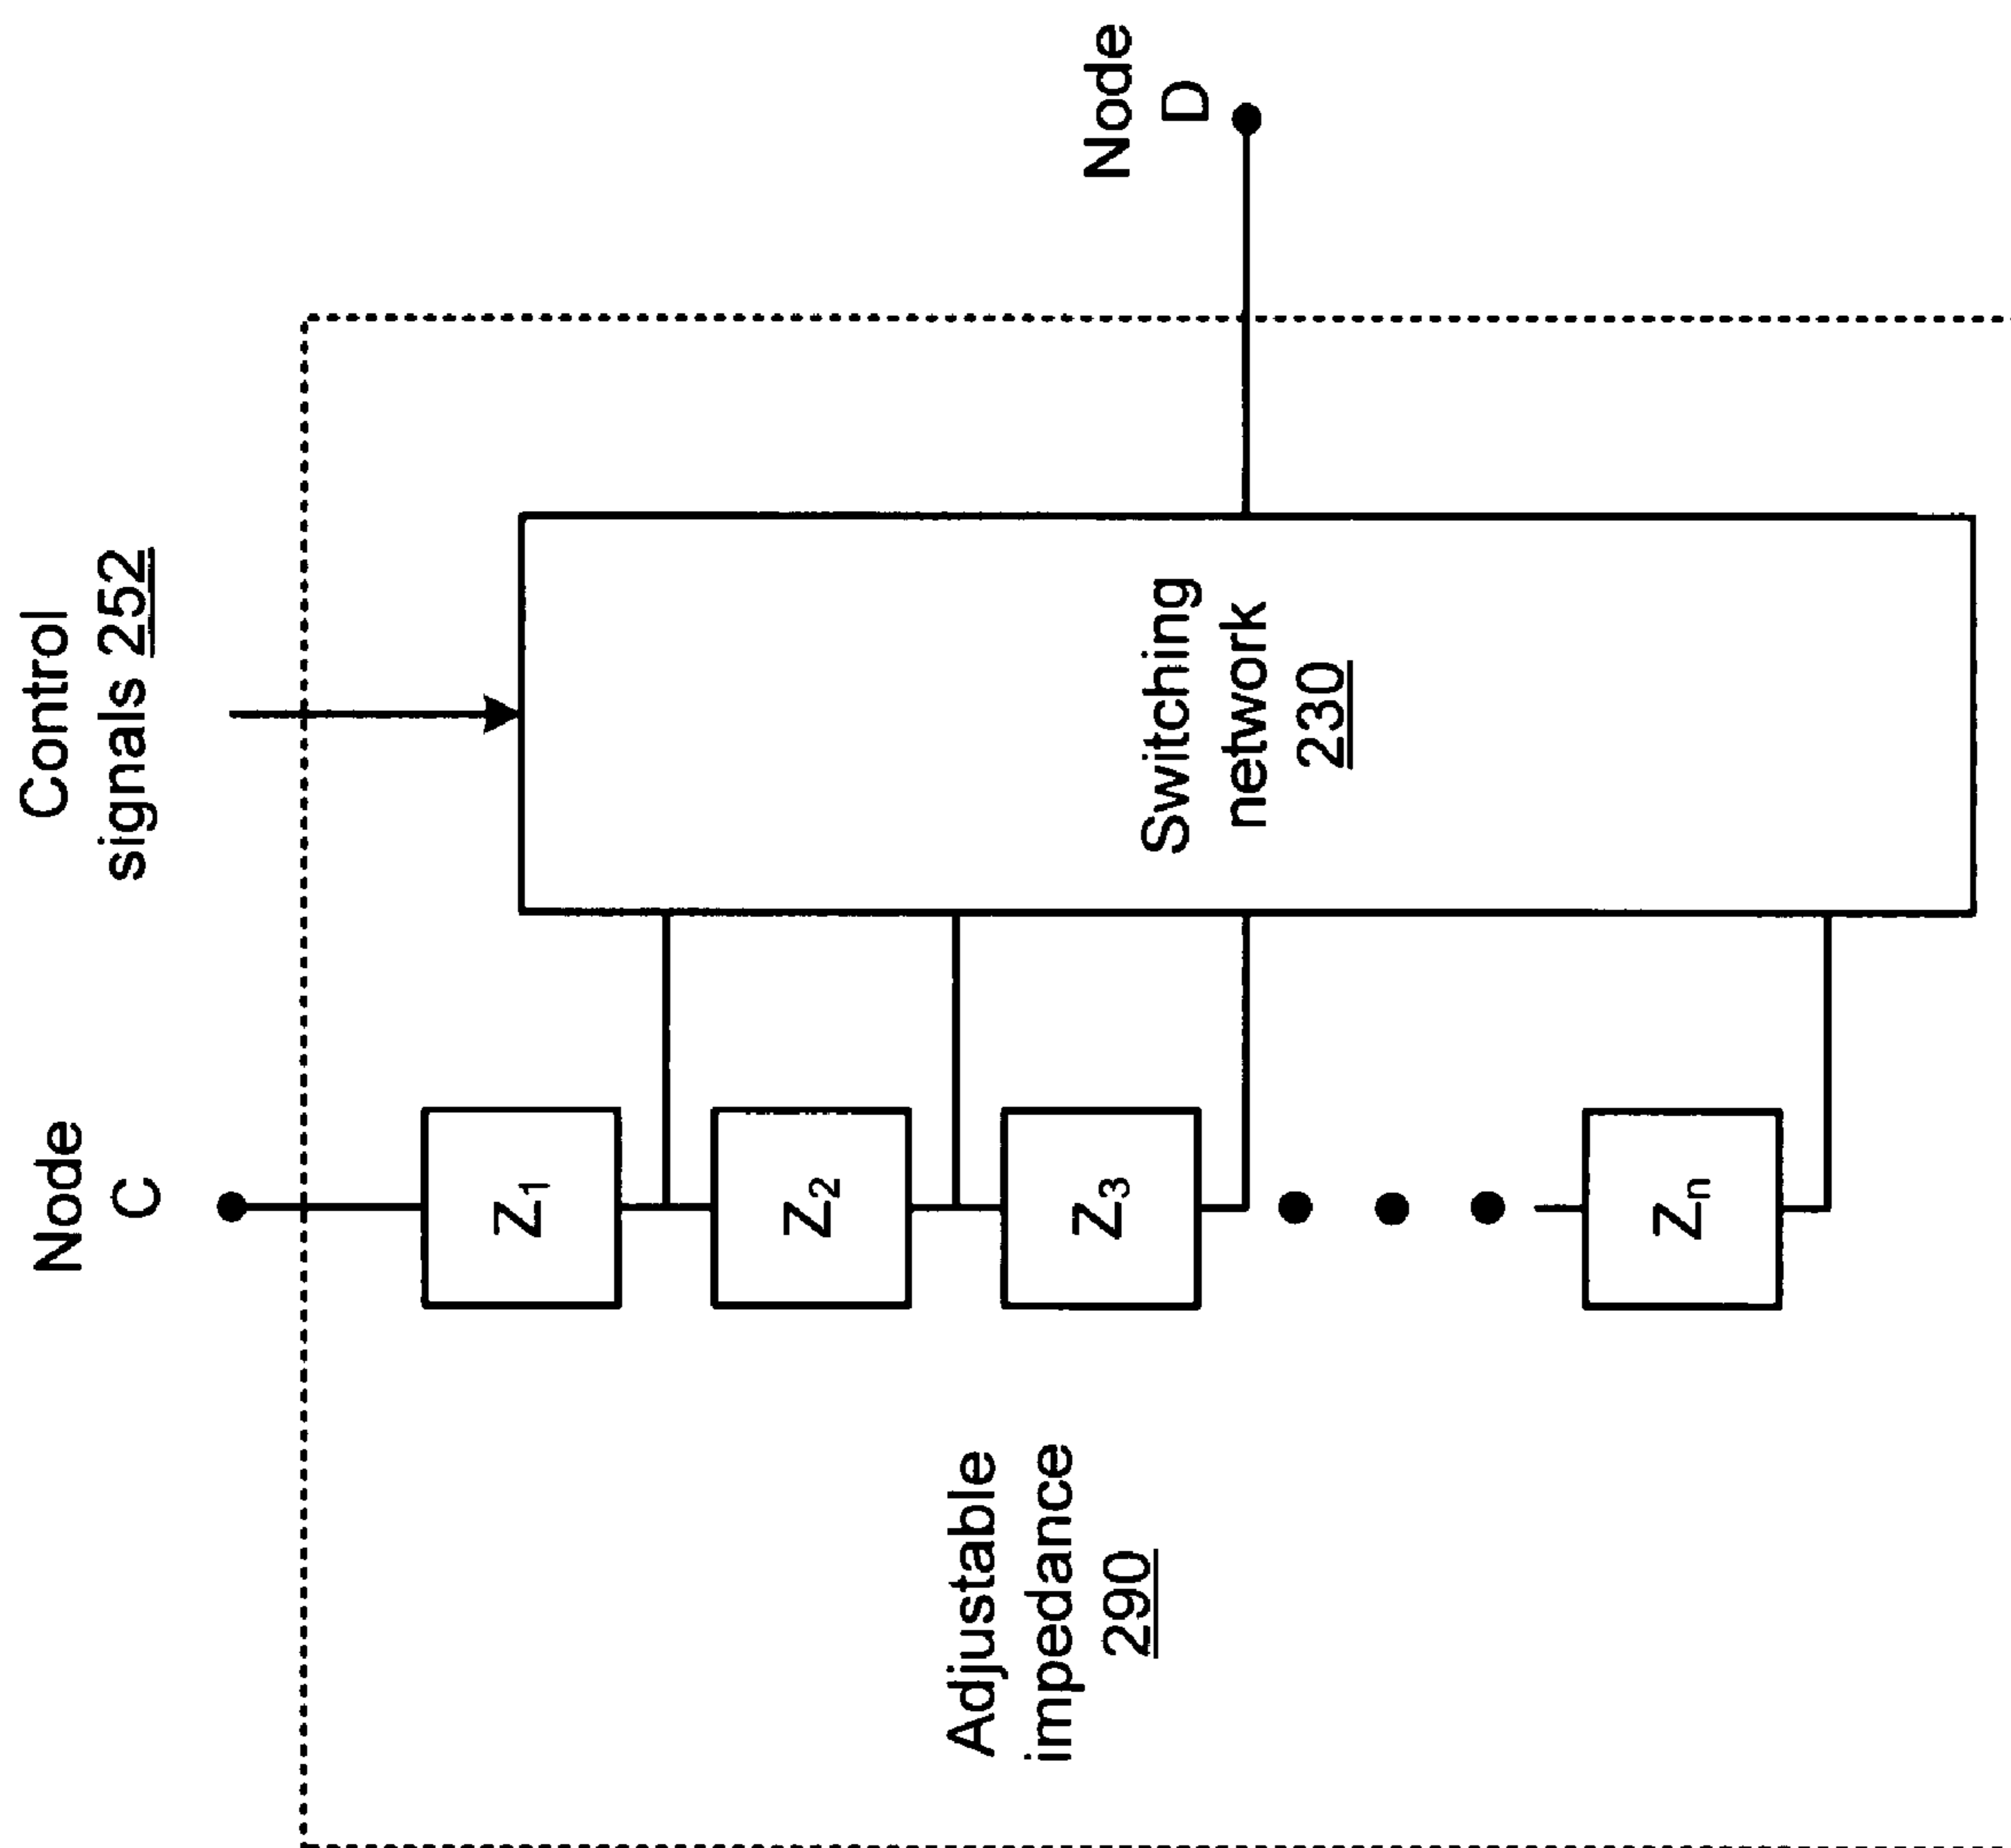 Control
signals 252
Node
C
Node
D
Switching
network
230
Z1
Z2
Z3
Zn
Adjustable
impedance
290